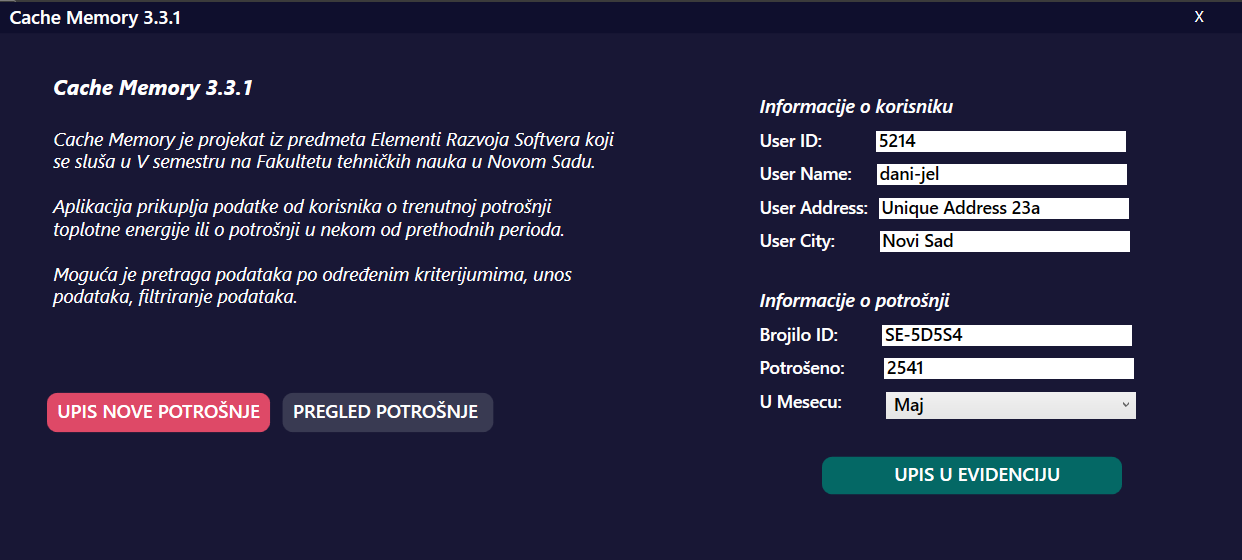 Cache Memory 3.3.1
X
Cache Memory 3.3.1
Cache Memory je projekat iz predmeta Elementi Razvoja Softvera koji
se sluša u V semestru na Fakultetu tehničkih nauka u Novom Sadu.
Aplikacija prikuplja podatke od korisnika o trenutnoj potrošnji
toplotne energije ili o potrošnji u nekom od prethodnih perioda.
Moguća je pretraga podataka po određenim kriterijumima, unos
podataka, filtriranje podataka.
UPIS NOVE POTROŠNJE
PREGLED POTROŠNJE
Informacije o korisniku
User ID: 5214
User Name: dani-jel
User Address: Unique Address 23a
User City: Novi Sad
Informacije o potrošnji
Brojilo ID: SE-5D5S4
Potrošeno: 2541
U Mesecu: Maj
UPIS U EVIDENCIJU